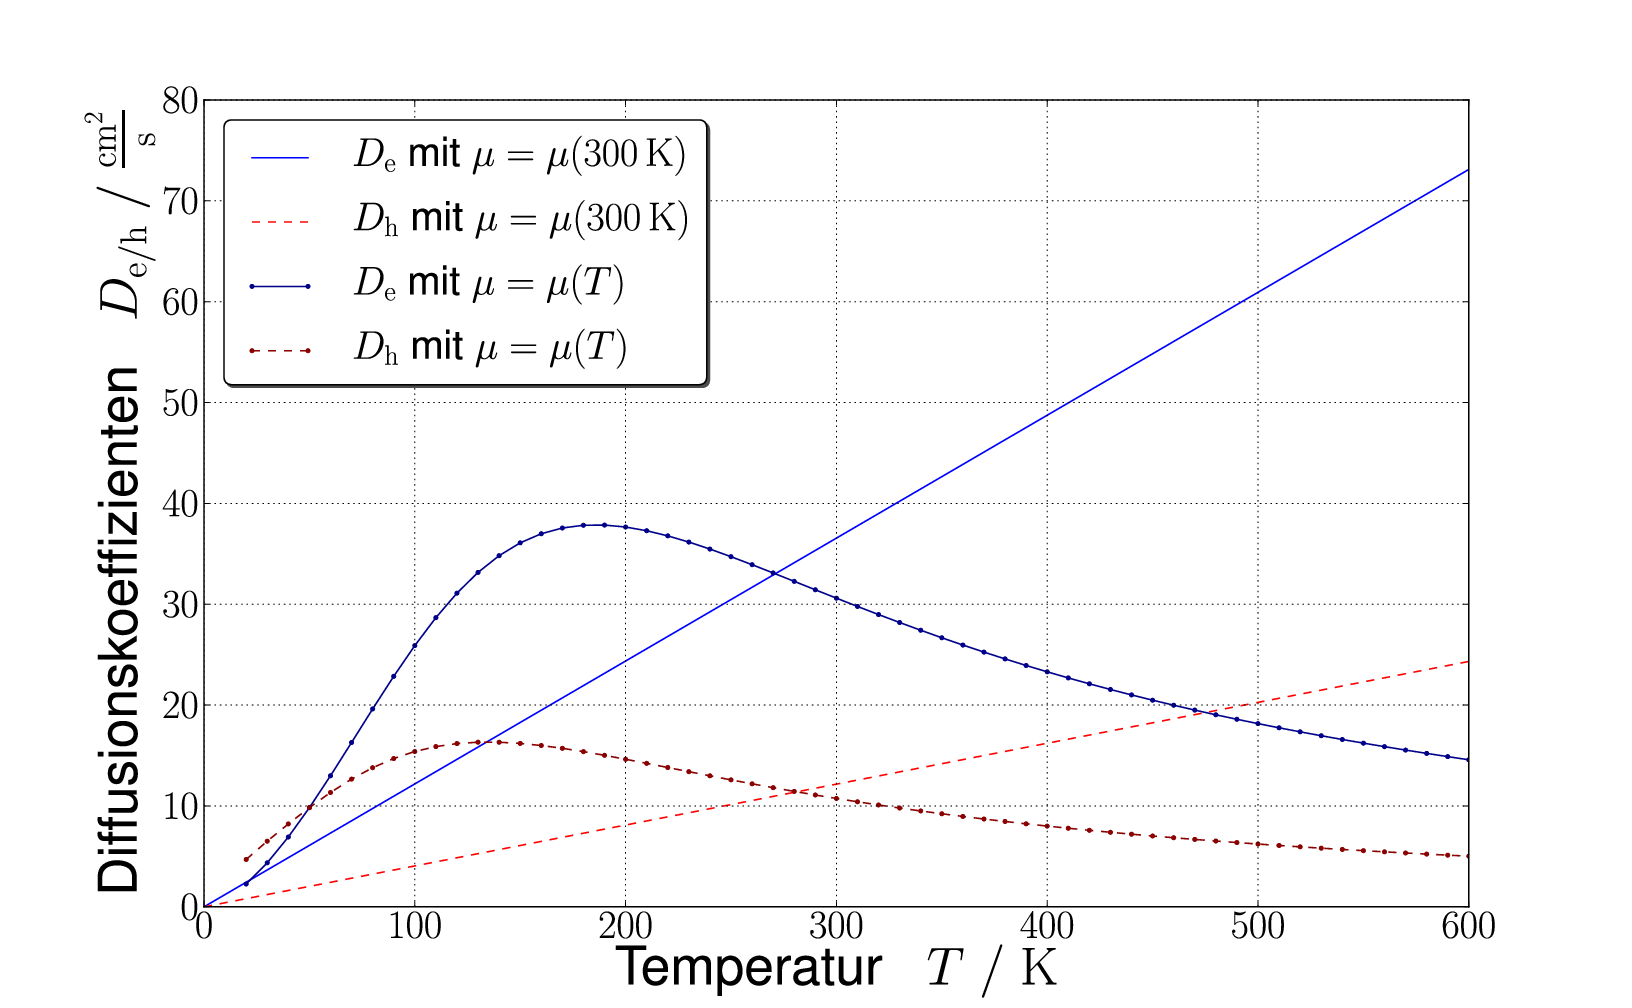 Diffusionskoeffizienten D_e/h / cm²/s
80
70
60
50
40
30
20
10
0
D_e mit μ = μ(300 K)
D_h mit μ = μ(300 K)
D_e mit μ = μ(T)
D_h mit μ = μ(T)
0 100 200 300 400 500 600
Temperatur T / K